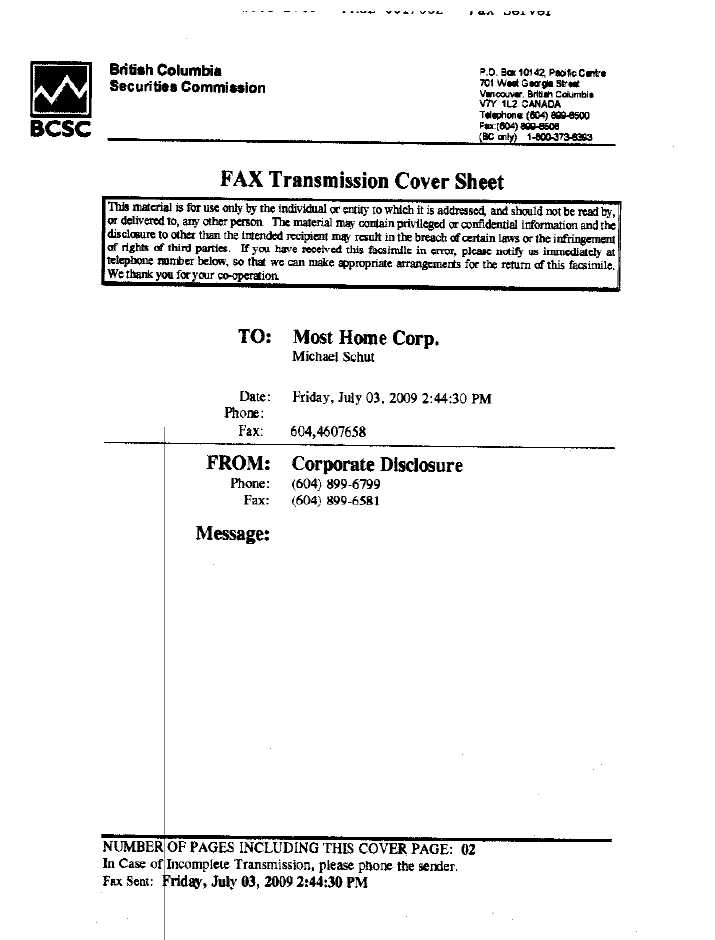 Fax Server
British Columbia
Securities Commission
BCSC
P.O. Box 10142, Pacific Centre
701 West Georgia Street
Vancouver, British Columbia
V7Y 1L2 CANADA
Telephone: (604) 899-6500
Fax: (604) 899-6506
(BC only) 1-800-373-6393
FAX Transmission Cover Sheet
This material is for use only by the individual or entity to which it is addressed, and should not be read by,
or delivered to, any other person. The material may contain privileged or confidential information and the
disclosure to other than the intended recipient may result in the breach of certain laws or the infringement
of rights of third parties. If you have received this facsimile in error, please notify us immediately at
telephone number below, so that we can make appropriate arrangements for the return of this facsimile.
We thank you for your co-operation.
TO: Most Home Corp.
Michael Schut
Date: Friday, July 03, 2009 2:44:30 PM
Phone:
Fax: 604,4607658
FROM: Corporate Disclosure
Phone: (604) 899-6799
Fax: (604) 899-6581
Message:
NUMBER OF PAGES INCLUDING THIS COVER PAGE: 02
In Case of Incomplete Transmission, please phone the sender.
Fax Sent: Friday, July 03, 2009 2:44:30 PM